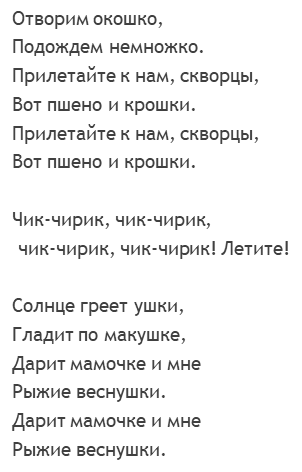 Отворим окошко,
Подождем немножко.
Прилетайте к нам, скворцы,
Вот пшено и крошки.
Прилетайте к нам, скворцы,
Вот пшено и крошки.

Чик-чирик, чик-чирик,
чик-чирик, чик-чирик! Летите!

Солнце греет ушки,
Гладит по макушке,
Дарит мамочке и мне
Рыжие веснушки.
Дарит мамочке и мне
Рыжие веснушки.